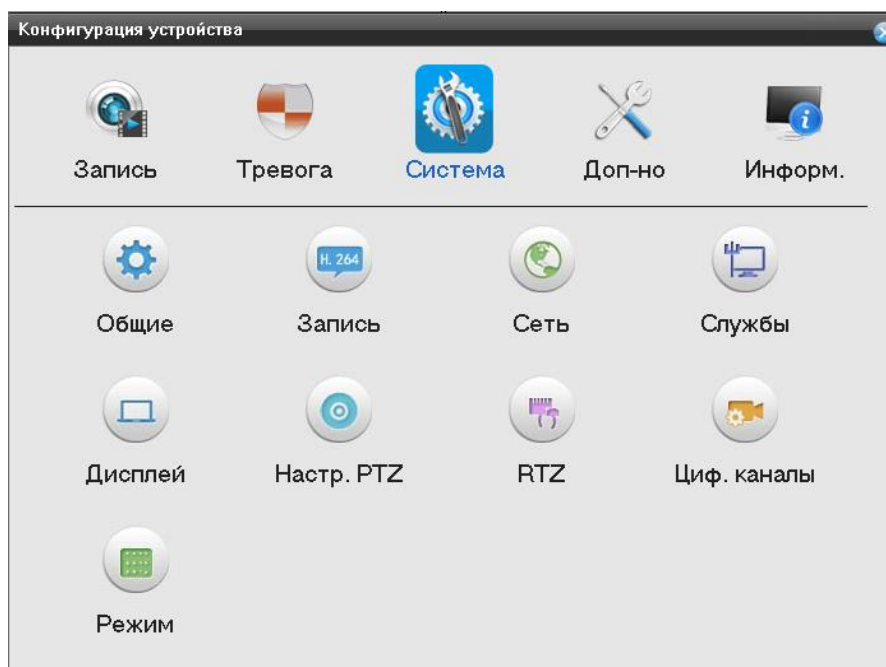 Конфигурация устройства
Запись Тревога Система Доп-но Информ.
H. 264
Общие Запись Сеть Службы
Дисплей Настр. PTZ RTZ Циф. каналы
Режим